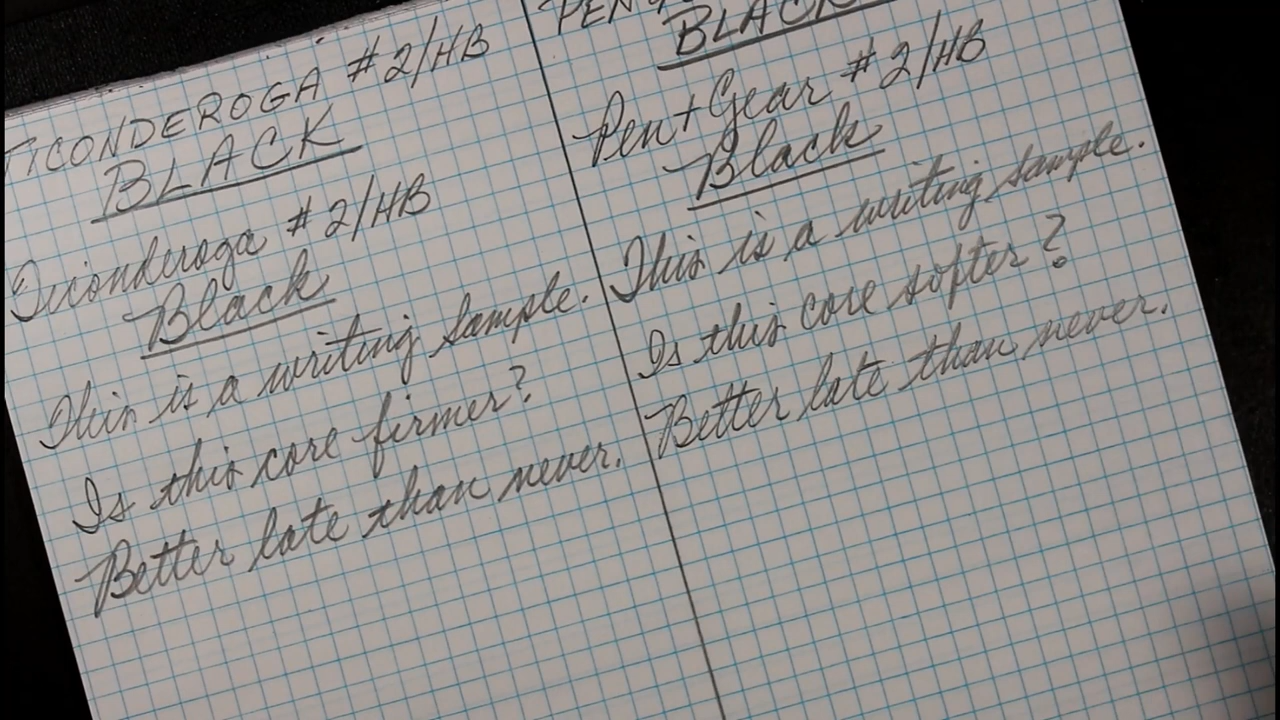 TICONDEROGA #2/HB
BLACK
Ticonderoga #2/HB
Black
This is a writing sample.
Is this core firmer?
Better late than never.
BLACK
Pen+Gear #2/HB
Black
This is a writing sample.
Is this core softer?
Better late than never.